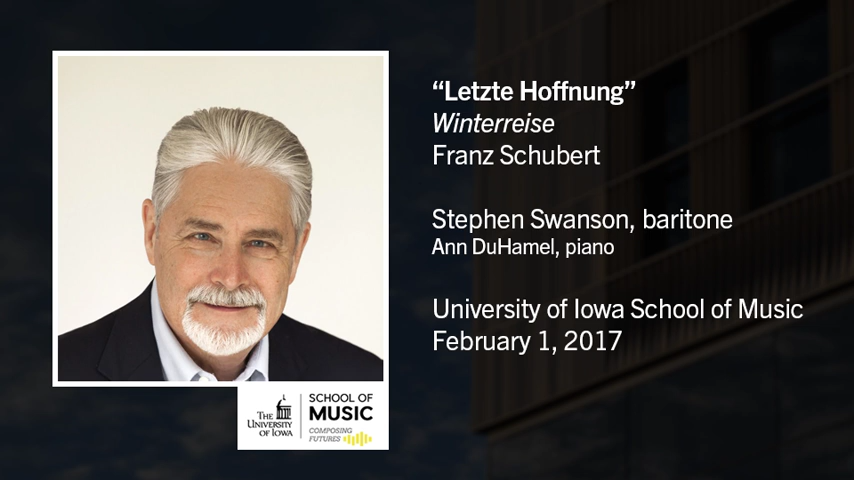 “Letzte Hoffnung”
Winterreise
Franz Schubert
Stephen Swanson, baritone
Ann DuHamel, piano
University of Iowa School of Music
February 1, 2017
THE
UNIVERSITY
OF IOWA
SCHOOL OF
MUSIC
COMPOSING
FUTURES